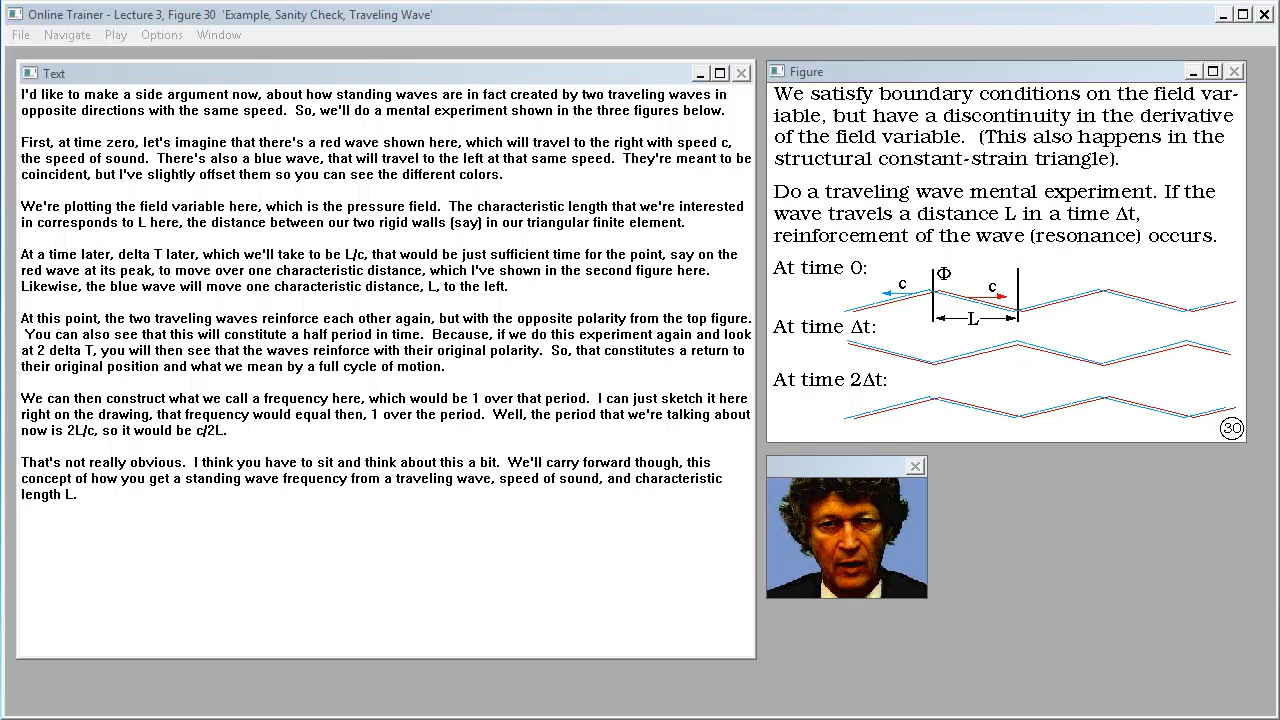 Online Trainer - Lecture 3, Figure 30 'Example, Sanity Check, Traveling Wave'
File Navigate Play Options Window
Text
I'd like to make a side argument now, about how standing waves are in fact created by two traveling waves in
opposite directions with the same speed. So, we'll do a mental experiment shown in the three figures below.
First, at time zero, let's imagine that there's a red wave shown here, which will travel to the right with speed c,
the speed of sound. There's also a blue wave, that will travel to the left at that same speed. They're meant to be
coincident, but I've slightly offset them so you can see the different colors.
We're plotting the field variable here, which is the pressure field. The characteristic length that we're interested
in corresponds to L here, the distance between our two rigid walls (say) in our triangular finite element.
At a time later, delta T later, which we'll take to be L/c, that would be just sufficient time for the point, say on the
red wave at its peak, to move over one characteristic distance, which I've shown in the second figure here.
Likewise, the blue wave will move one characteristic distance, L, to the left.
At this point, the two traveling waves reinforce each other again, but with the opposite polarity from the top figure.
You can also see that this will constitute a half period in time. Because, if we do this experiment again and look
at 2 delta T, you will then see that the waves reinforce with their original polarity. So, that constitutes a return to
their original position and what we mean by a full cycle of motion.
We can then construct what we call a frequency here, which would be 1 over that period. I can just sketch it here
right on the drawing, that frequency would equal then, 1 over the period. Well, the period that we're talking about
now is 2L/c, so it would be c/2L.
That's not really obvious. I think you have to sit and think about this a bit. We'll carry forward though, this
concept of how you get a standing wave frequency from a traveling wave, speed of sound, and characteristic
length L.
Figure
We satisfy boundary conditions on the field var-
iable, but have a discontinuity in the derivative
of the field variable. (This also happens in the
structural constant-strain triangle).
Do a traveling wave mental experiment. If the
wave travels a distance L in a time Δt,
reinforcement of the wave (resonance) occurs.
At time 0:
c Φ c
L
At time Δt:
At time 2Δt:
30